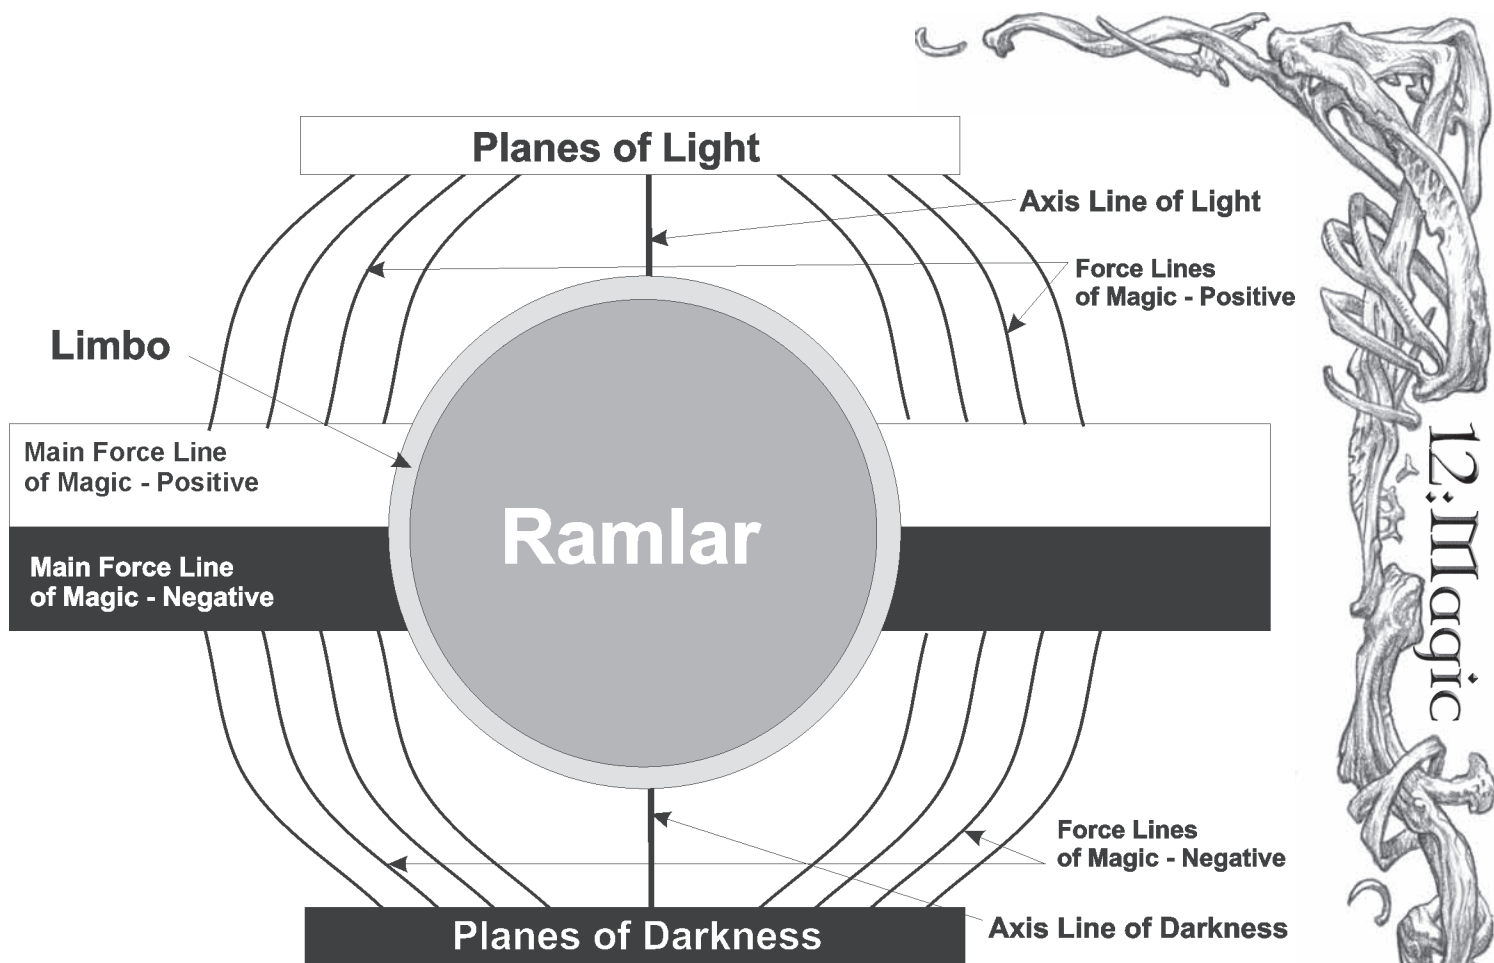 Planes of Light
Axis Line of Light
Force Lines
of Magic - Positive
Limbo
Main Force Line
of Magic - Positive
Ramlar
Main Force Line
of Magic - Negative
Force Lines
of Magic - Negative
Axis Line of Darkness
Planes of Darkness
12: Magic